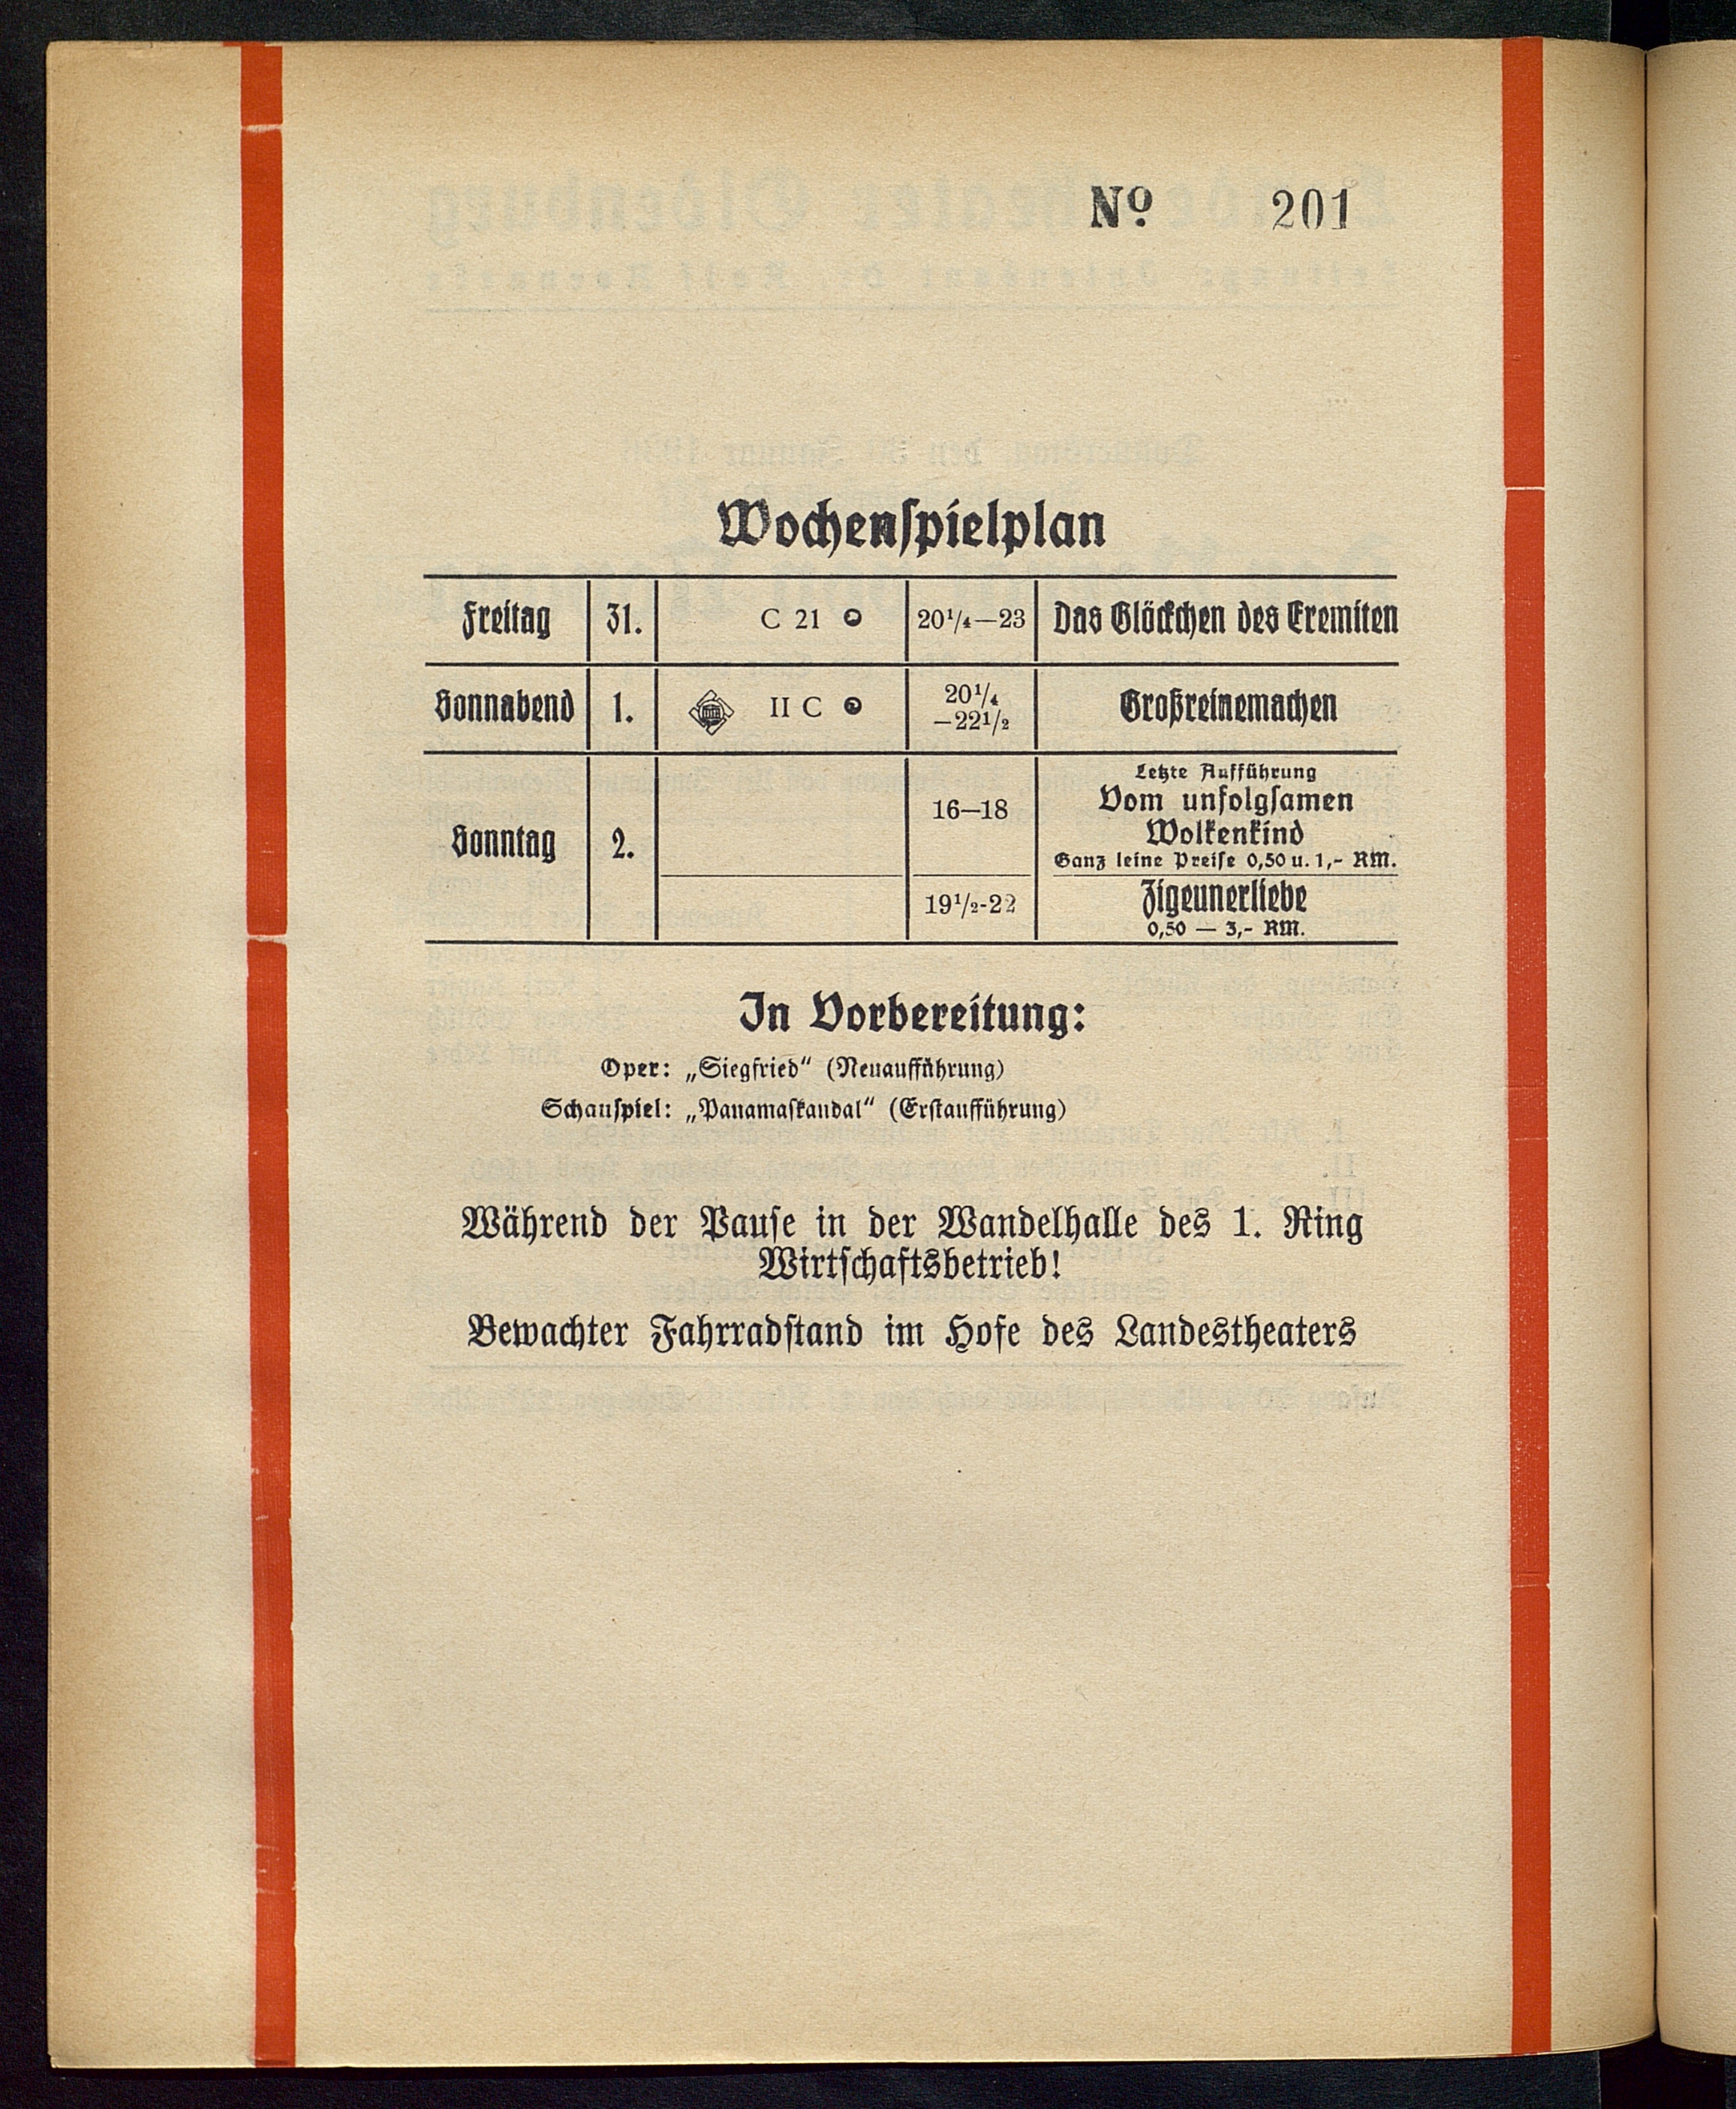 Nº 201
Wochenspielplan
Freitag 31. C 21 20¹/₄—23 Das Glöckchen des Eremiten
Sonnabend 1. II C 20¹/₄ —22¹/₂ Großreinemachen
Sonntag 2. 16—18 Letzte Aufführung
Vom unfolgsamen
Wolkenkind
Ganz leine Preise 0,50 u. 1,- RM.
19¹/₂-22 Zigeunerliebe
0,50 — 3,- RM.
In Vorbereitung:
Oper: „Siegfried“ (Neuaufführung)
Schauspiel: „Panamaskandal“ (Erstaufführung)
Während der Pause in der Wandelhalle des 1. Ring
Wirtschaftsbetrieb!
Bewachter Fahrradstand im Hofe des Landestheaters